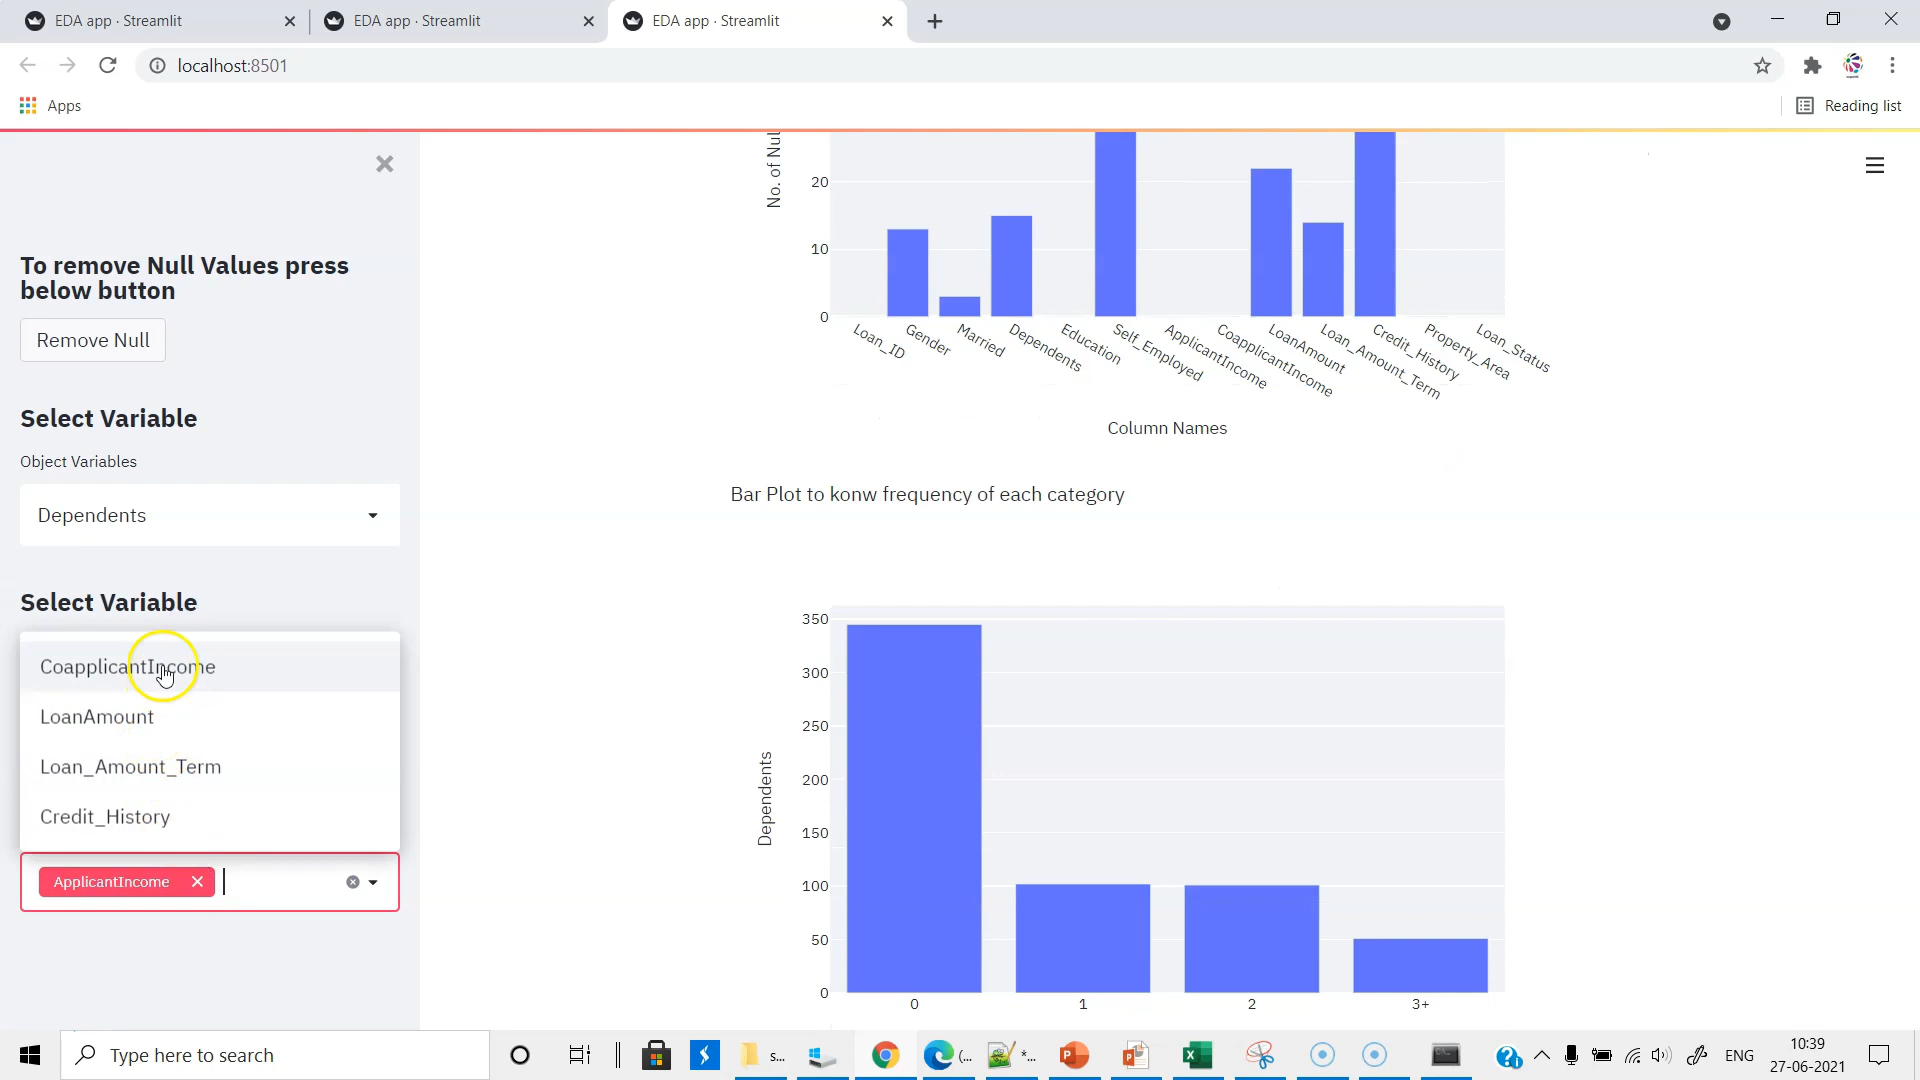 EDA app · Streamlit
EDA app · Streamlit
EDA app · Streamlit
localhost:8501
Apps
Reading list
To remove Null Values press
below button
Remove Null
Select Variable
Object Variables
Dependents
Select Variable
CoapplicantIncome
LoanAmount
Loan_Amount_Term
Credit_History
ApplicantIncome
No. of Nul
20
10
0
Loan_ID
Gender
Married
Dependents
Education
Self_Employed
ApplicantIncome
CoapplicantIncome
LoanAmount
Loan_Amount_Term
Credit_History
Property_Area
Loan_Status
Column Names
Bar Plot to konw frequency of each category
Dependents
350
300
250
200
150
100
50
0
0
1
2
3+
Type here to search
s...
(...
*...
ENG
10:39
27-06-2021